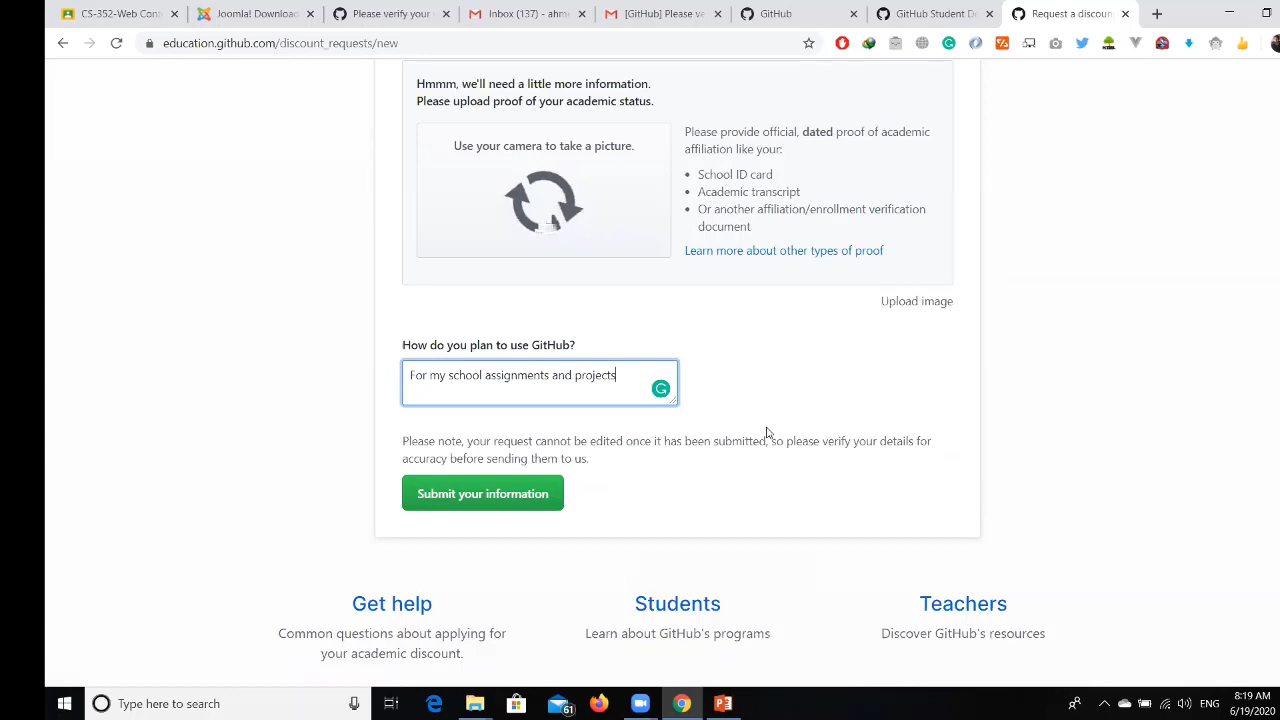 CS-352-Web Con
Joomla! Download
Please verify your
Inbox (137) - ahm
[GitHub] Please ve
GitHub
GitHub Student De
Request a discoun
education.github.com/discount_requests/new
Hmmm, we'll need a little more information.
Please upload proof of your academic status.
Use your camera to take a picture.
Please provide official, dated proof of academic
affiliation like your:
School ID card
Academic transcript
Or another affiliation/enrollment verification
document
Learn more about other types of proof
Upload image
How do you plan to use GitHub?
For my school assignments and projects
Please note, your request cannot be edited once it has been submitted, so please verify your details for
accuracy before sending them to us.
Submit your information
Get help
Common questions about applying for
your academic discount.
Students
Learn about GitHub's programs
Teachers
Discover GitHub's resources
Type here to search
61
ENG
8:19 AM
6/19/2020